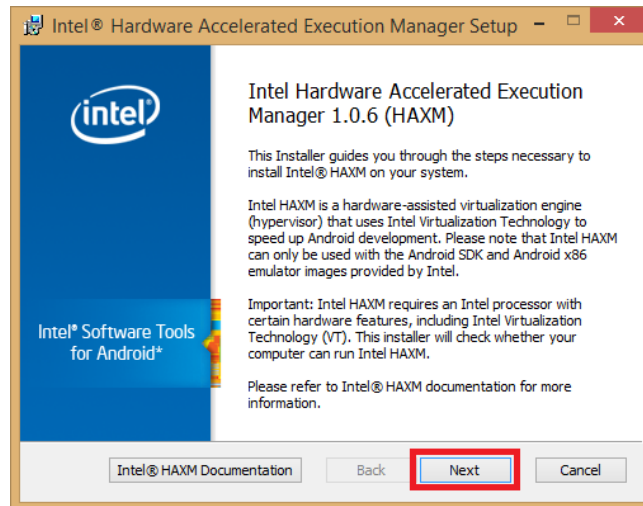 Intel® Hardware Accelerated Execution Manager Setup
intel
Intel Hardware Accelerated Execution
Manager 1.0.6 (HAXM)
This Installer guides you through the steps necessary to
install Intel® HAXM on your system.
Intel HAXM is a hardware-assisted virtualization engine
(hypervisor) that uses Intel Virtualization Technology to
speed up Android development. Please note that Intel HAXM
can only be used with the Android SDK and Android x86
emulator images provided by Intel.
Important: Intel HAXM requires an Intel processor with
certain hardware features, including Intel Virtualization
Technology (VT). This installer will check whether your
computer can run Intel HAXM.
Please refer to Intel® HAXM documentation for more
information.
Intel® Software Tools
for Android*
Intel® HAXM Documentation
Back
Next
Cancel